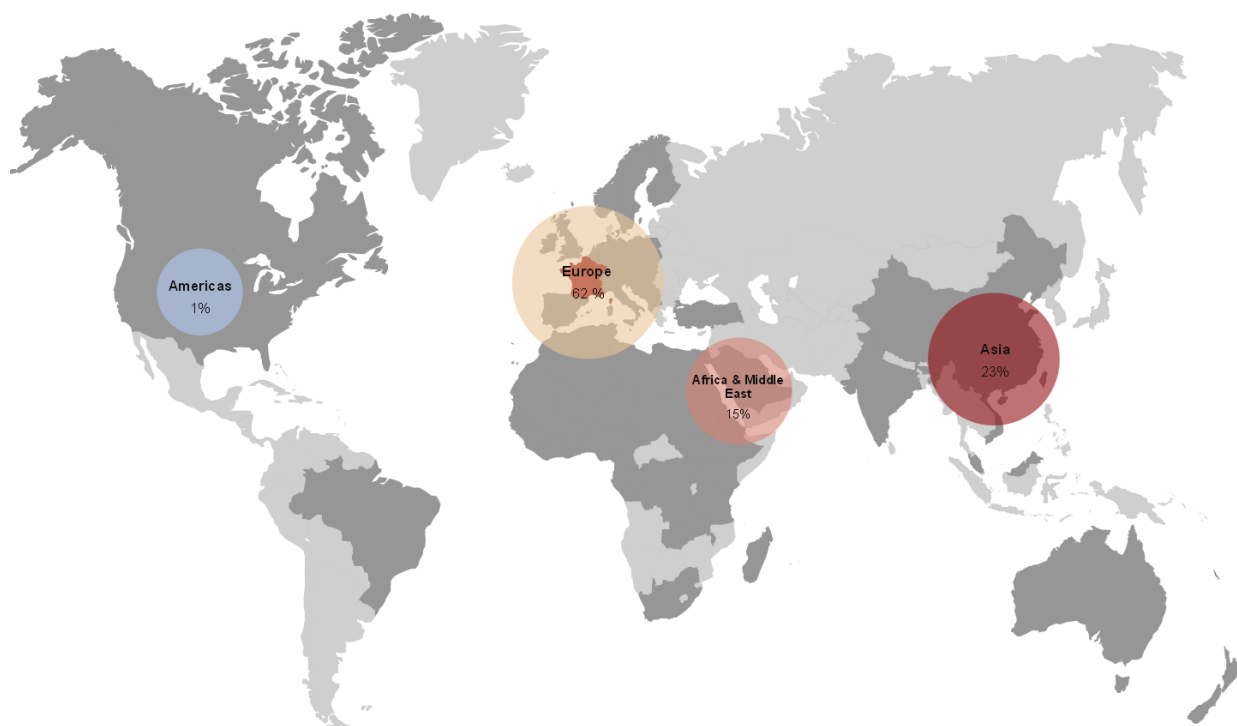 Americas
1%
Europe
62 %
Africa & Middle
East
15%
Asia
23%